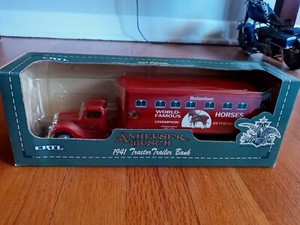 Budweiser
WORLD-
FAMOUS
HORSES
CHAMPION
ERTL
ANHEUSER
BUSCH
1941 Tractor Trailer Bank